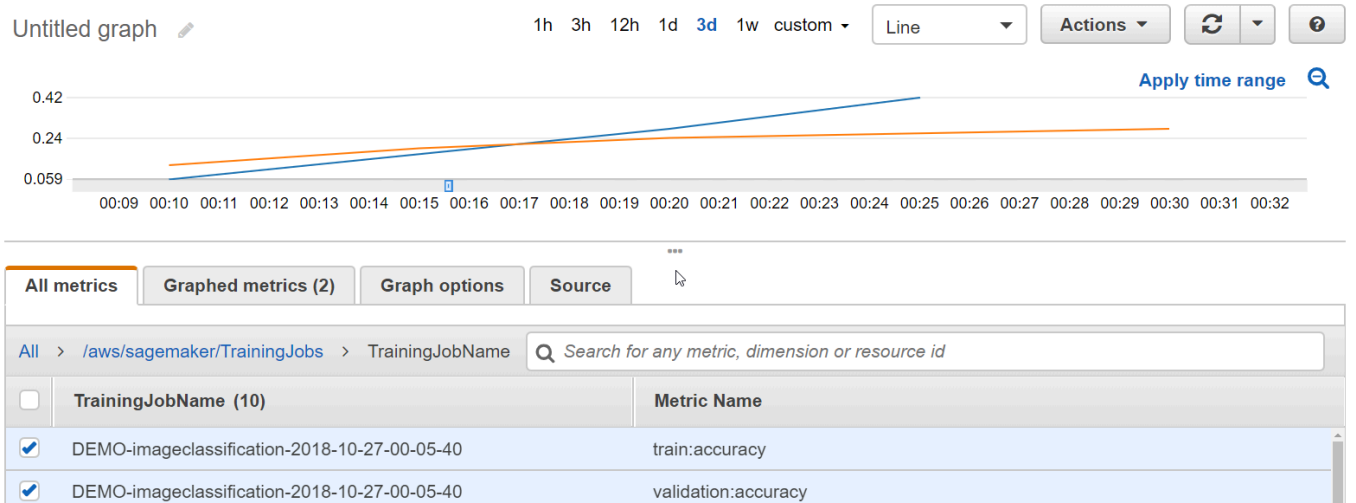 Untitled graph 1h 3h 12h 1d 3d 1w custom Line Actions
Apply time range
0.42
0.24
0.059
00:09 00:10 00:11 00:12 00:13 00:14 00:15 00:16 00:17 00:18 00:19 00:20 00:21 00:22 00:23 00:24 00:25 00:26 00:27 00:28 00:29 00:30 00:31 00:32
All metrics Graphed metrics (2) Graph options Source
All > /aws/sagemaker/TrainingJobs > TrainingJobName Search for any metric, dimension or resource id
TrainingJobName (10) Metric Name
DEMO-imageclassification-2018-10-27-00-05-40 train:accuracy
DEMO-imageclassification-2018-10-27-00-05-40 validation:accuracy